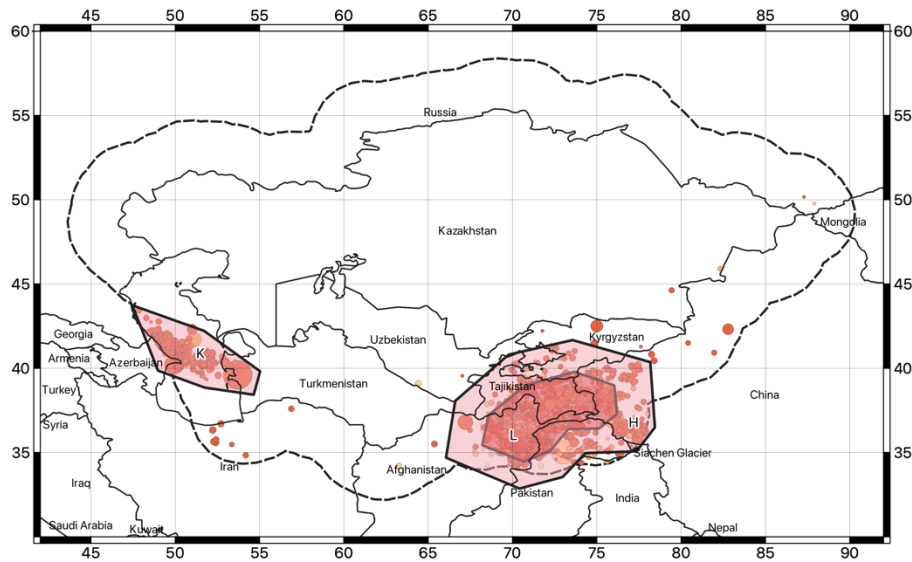 45 50 55 60 65 70 75 80 85 90
60 60
55 55
Russia
50 50
Mongolia
Kazakhstan
45 45
Georgia
Kyrgyzstan
Uzbekistan
K
Armenia
Azerbaijan
40 40
Turkey
Turkmenistan
Tajikistan
China
Syria
L
H
35 35
Siachen Glacier
Iran
Afghanistan
Iraq
Pakistan
India
Saudi Arabia
Kuwait
Nepal
45 50 55 60 65 70 75 80 85 90